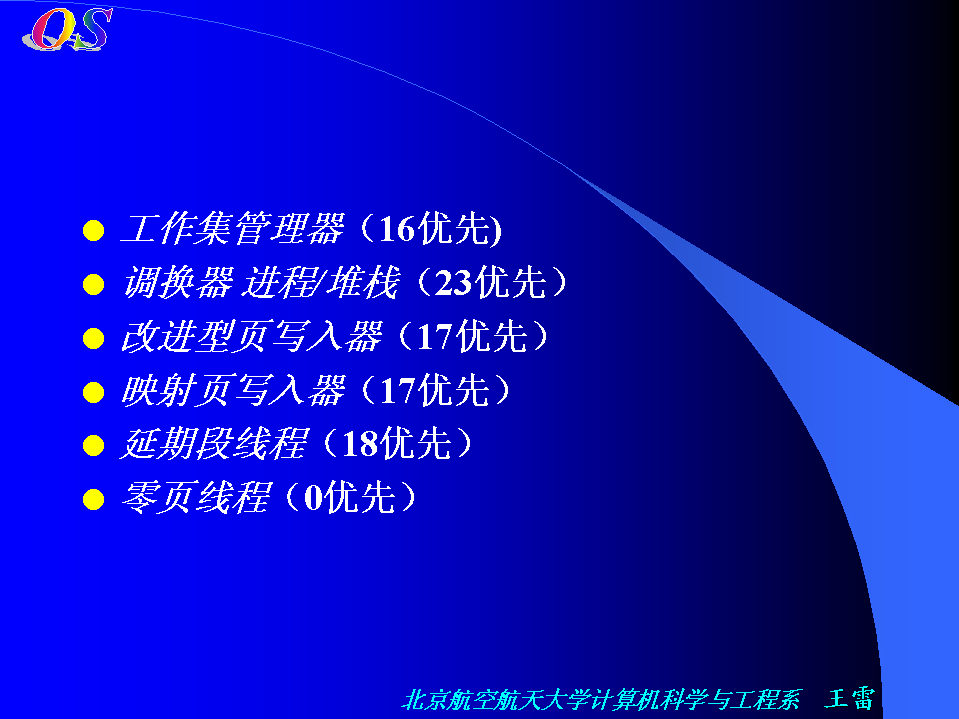 OS
工作集管理器（16优先)
调换器 进程/堆栈（23优先）
改进型页写入器（17优先）
映射页写入器（17优先）
延期段线程（18优先）
零页线程（0优先）
北京航空航天大学计算机科学与工程系 王雷